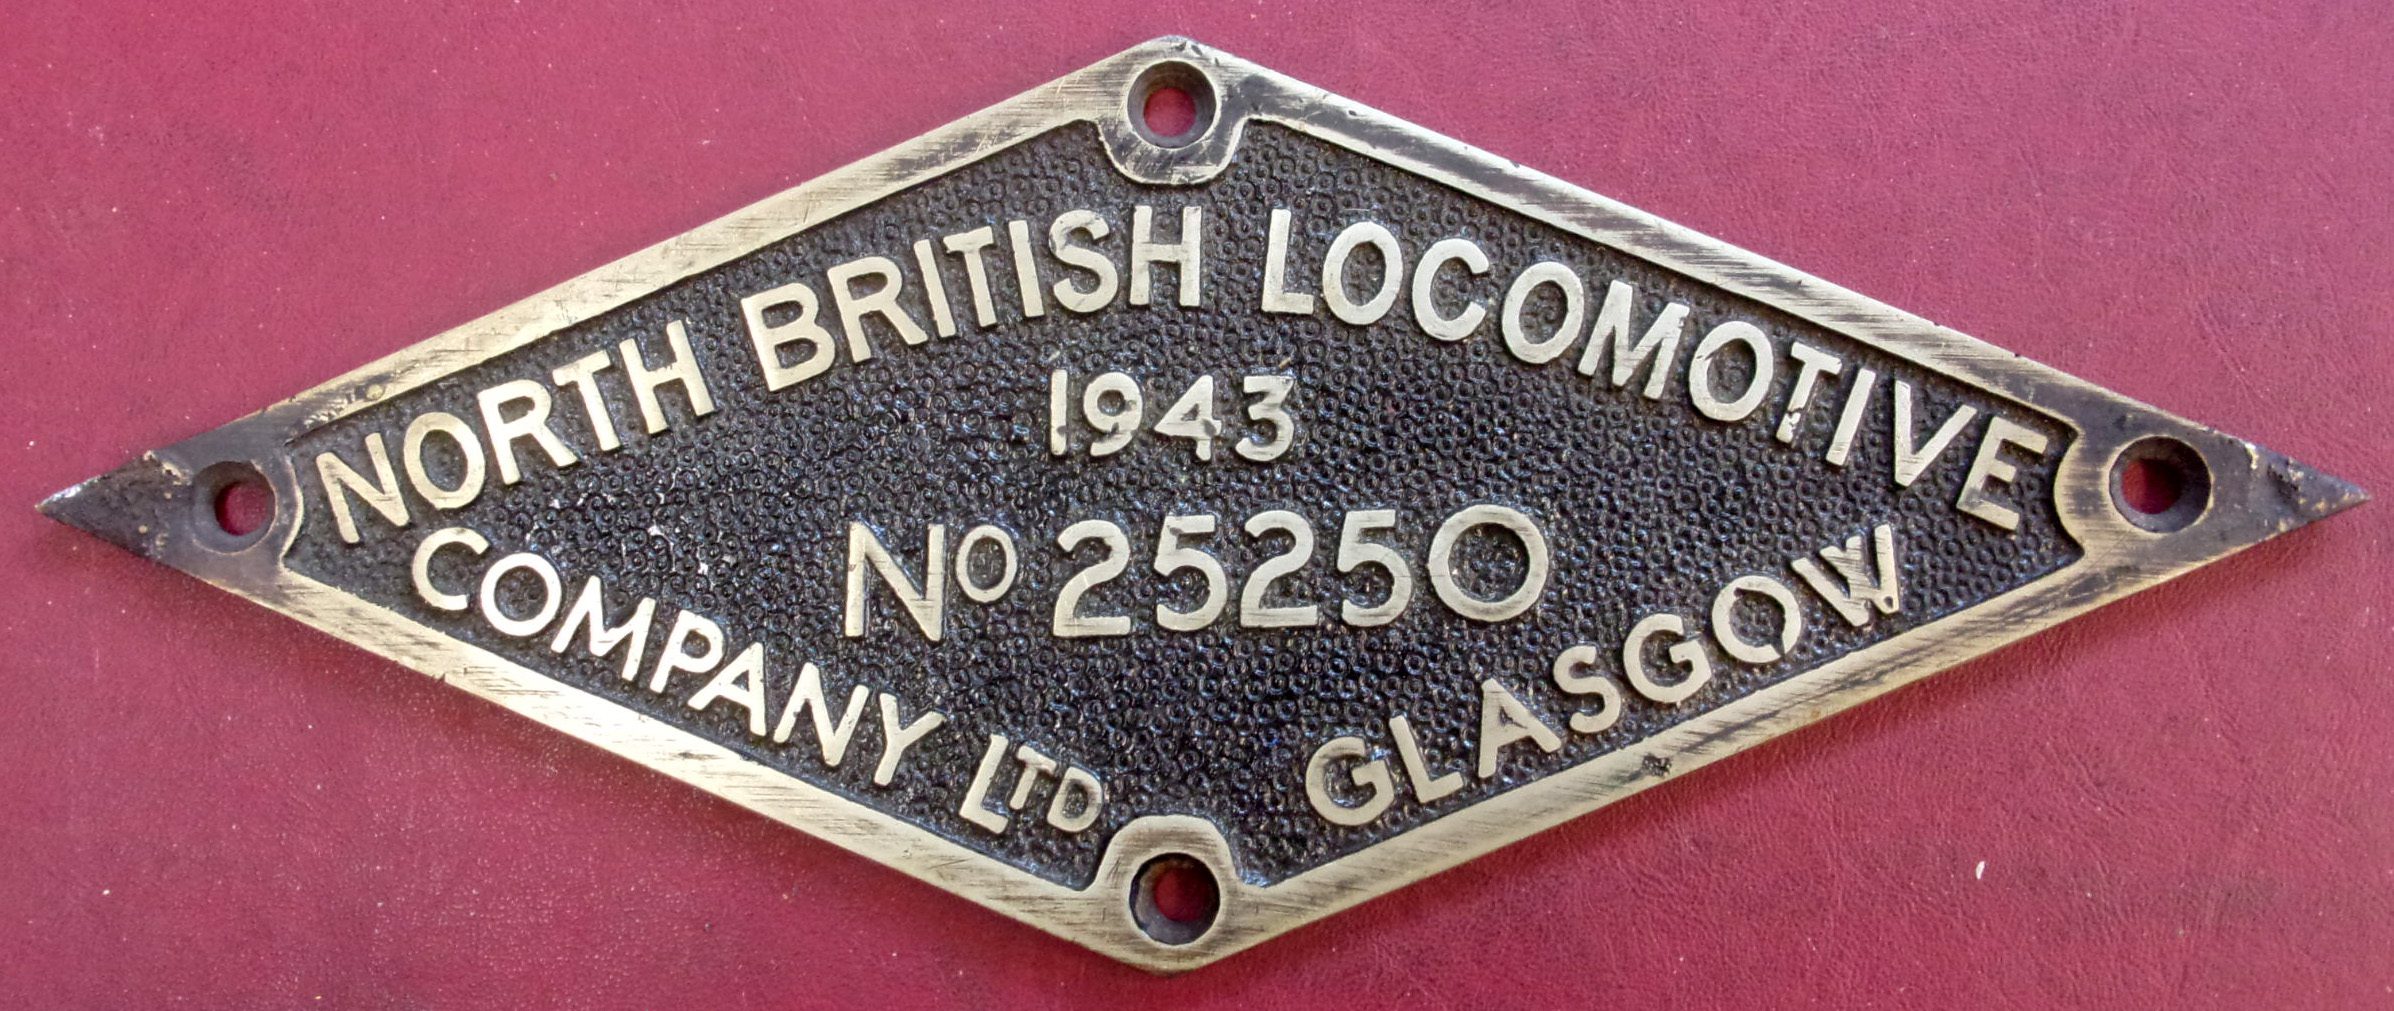 NORTH BRITISH LOCOMOTIVE
1943
NO 25250
COMPANY LTD
GLASGOW